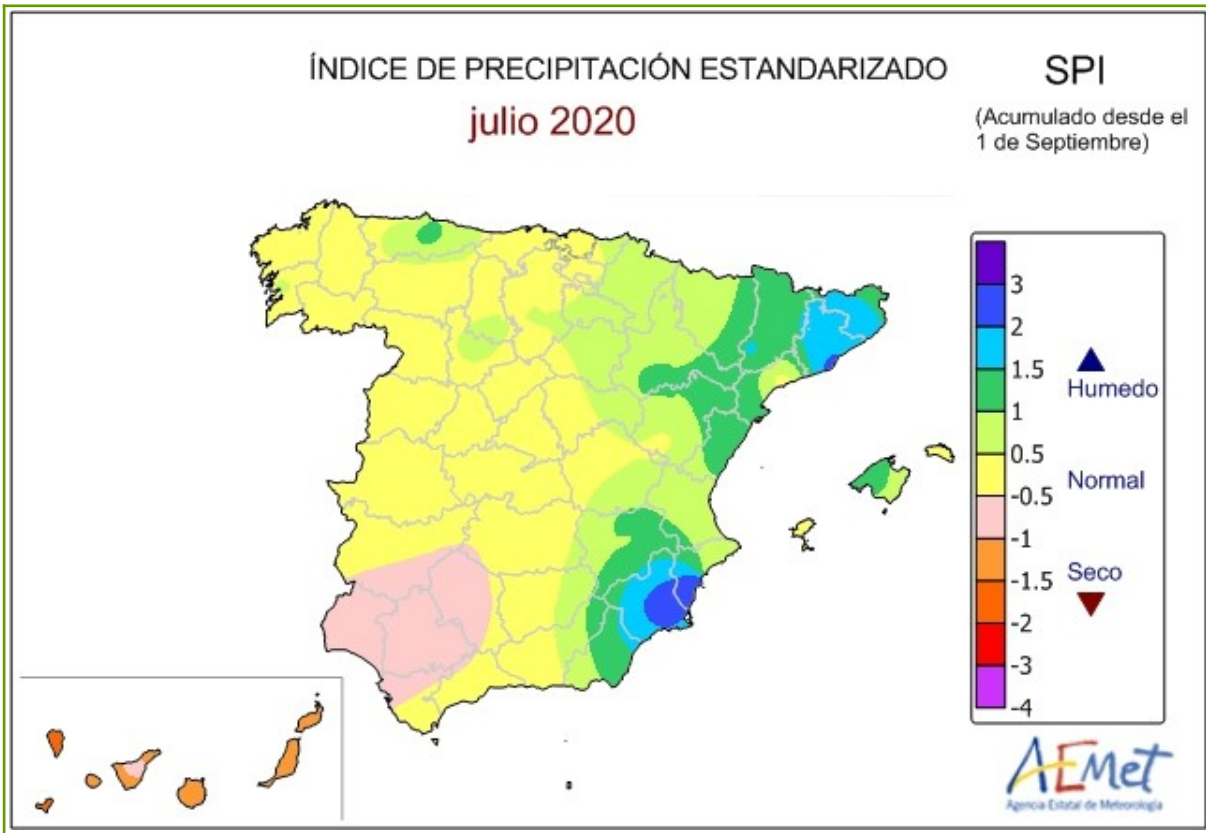 ÍNDICE DE PRECIPITACIÓN ESTANDARIZADO
julio 2020
SPI
(Acumulado desde el
1 de Septiembre)
3
2
1.5
1
0.5
-0.5
-1
-1.5
-2
-3
-4
Humedo
Normal
Seco
AEMet
Agencia Estatal de Meteorología